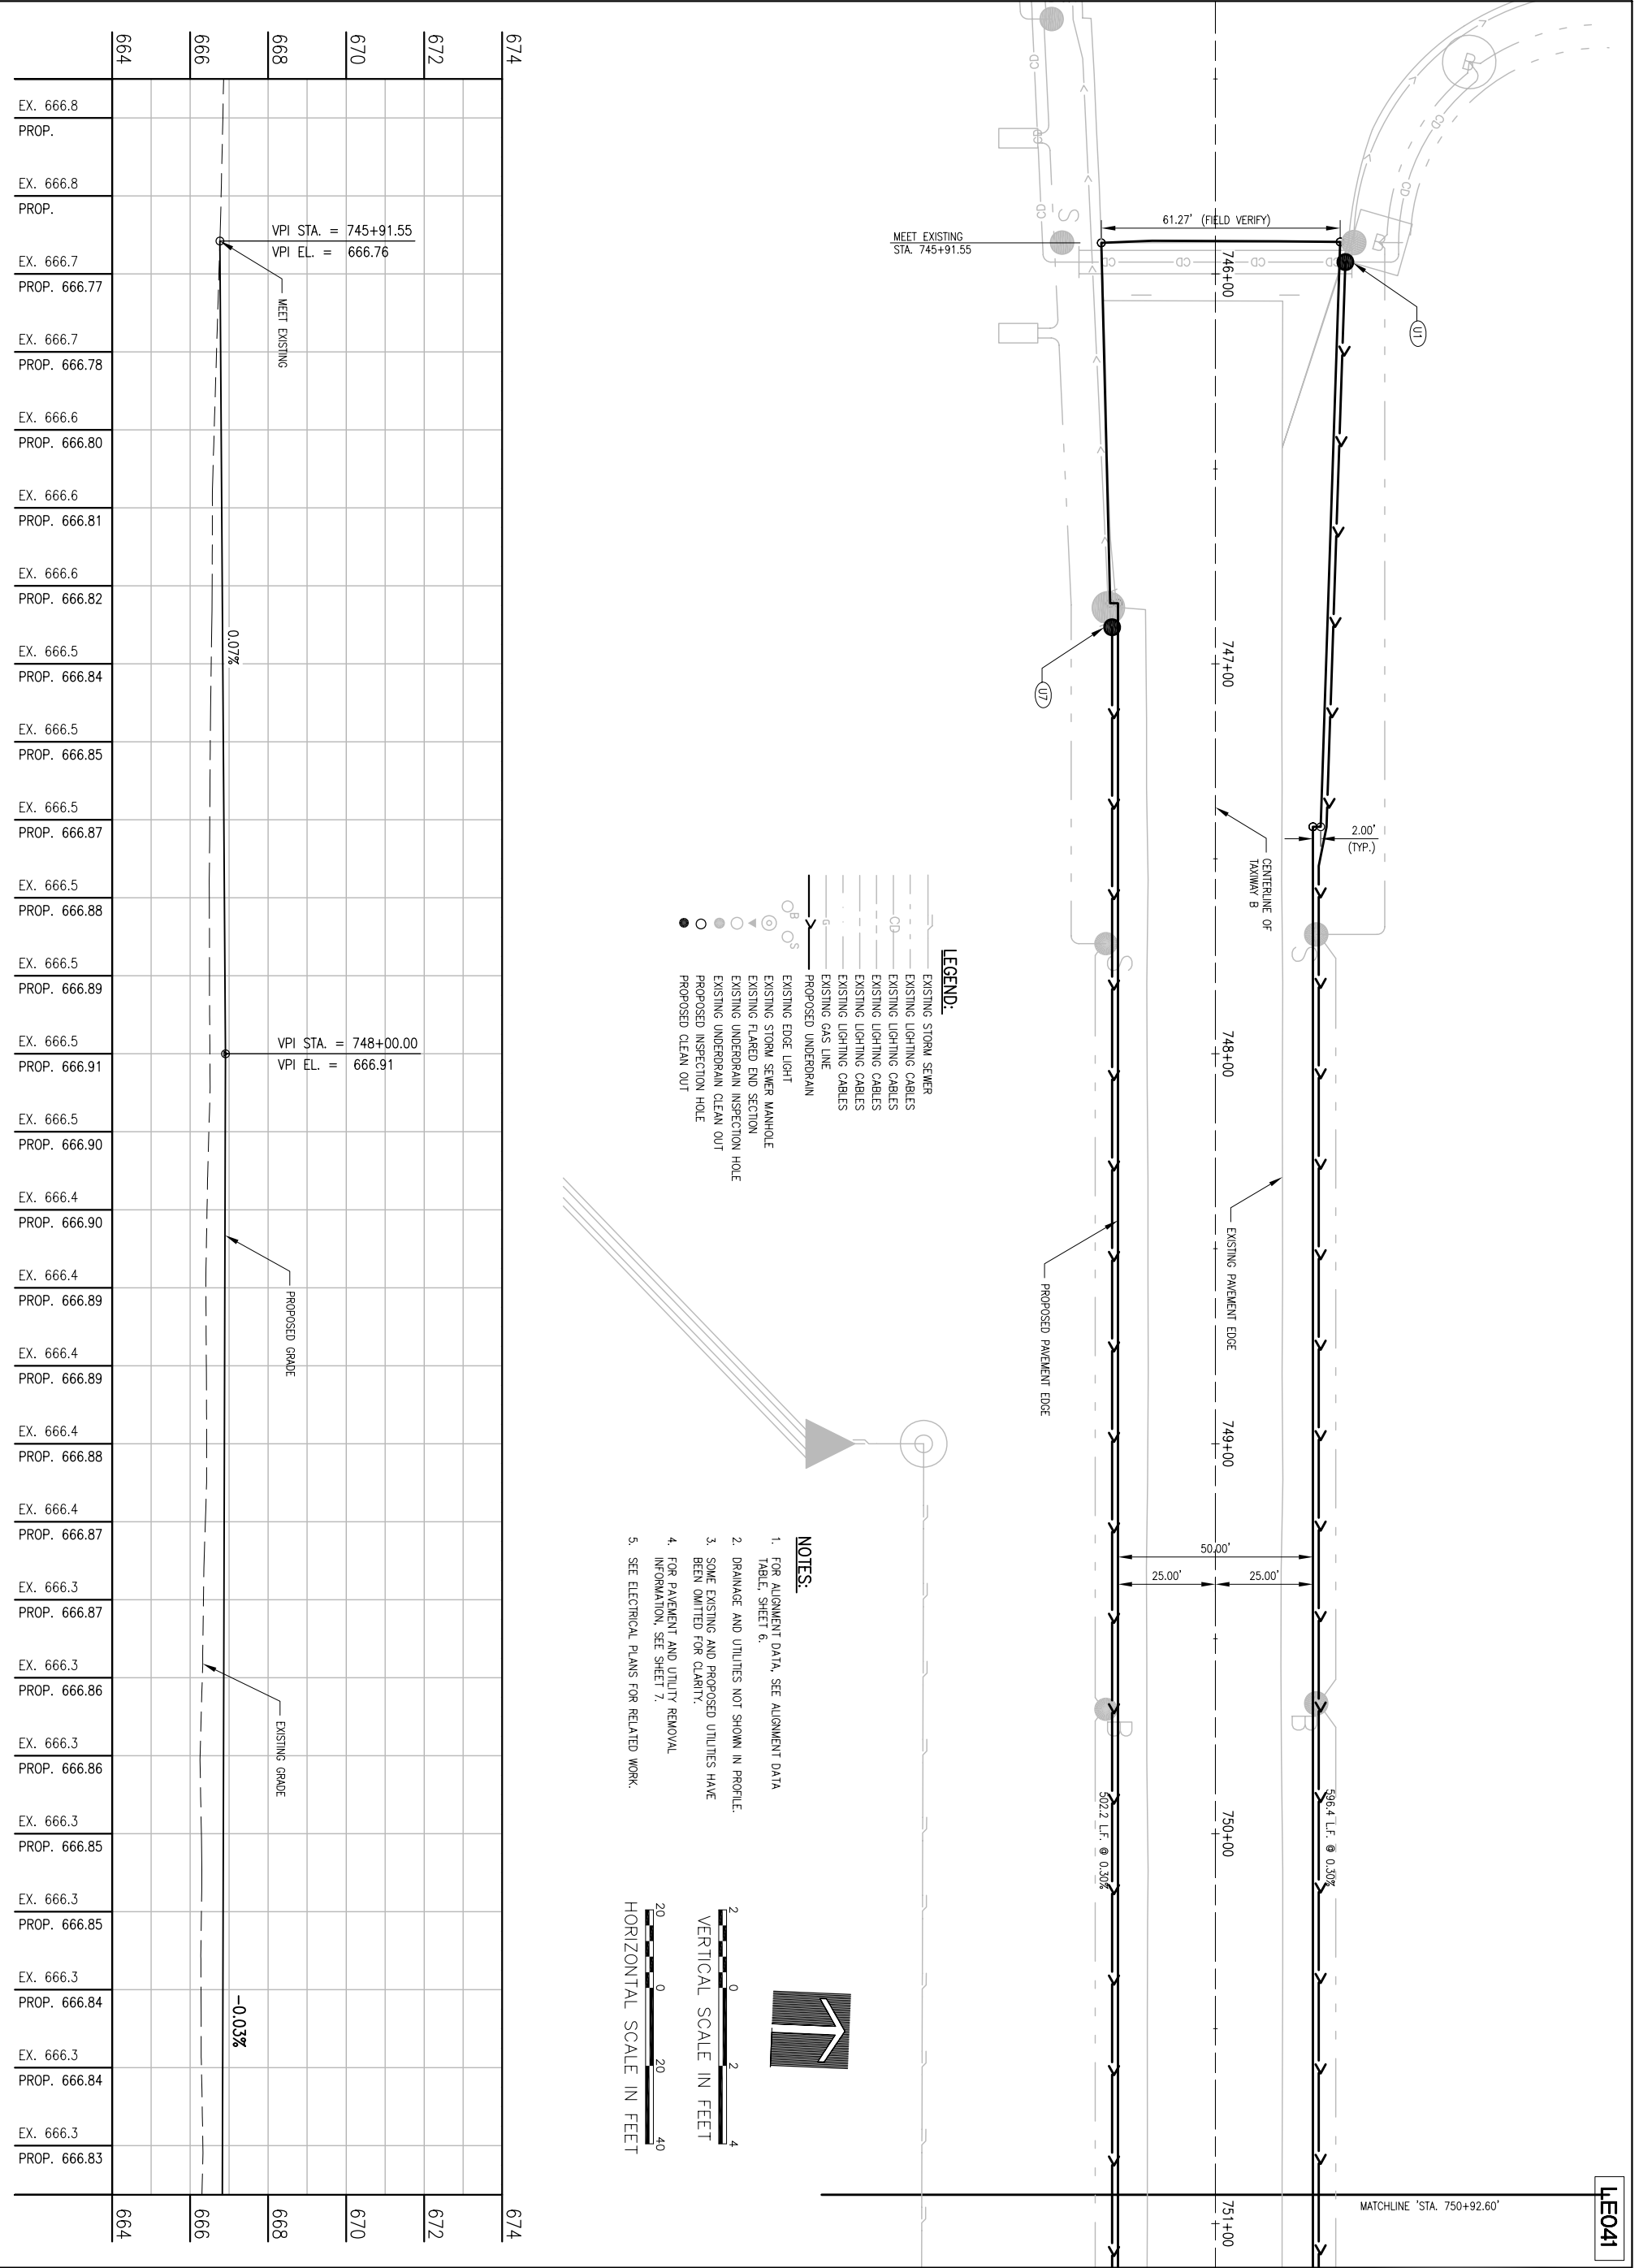 LE041
MATCHLINE 'STA. 750+92.60'
61.27' (FIELD VERIFY)
MEET EXISTING
STA. 745+91.55
746+00
747+00
748+00
749+00
750+00
751+00
U1
U7
2.00'
(TYP.)
CENTERLINE OF
TAXIWAY B
EXISTING PAVEMENT EDGE
PROPOSED PAVEMENT EDGE
50.00'
25.00'
25.00'
596.4 L.F. @ 0.30%
502.2 L.F. @ 0.30%
CD
CD
CD
CD
CD
CD
CD
CD
CD
B
B
S
S
S
B
B
LEGEND:
EXISTING STORM SEWER
EXISTING LIGHTING CABLES
CD EXISTING LIGHTING CABLES
EXISTING LIGHTING CABLES
EXISTING LIGHTING CABLES
EXISTING LIGHTING CABLES
G EXISTING GAS LINE
PROPOSED UNDERDRAIN
B S EXISTING EDGE LIGHT
EXISTING STORM SEWER MANHOLE
EXISTING FLARED END SECTION
EXISTING UNDERDRAIN INSPECTION HOLE
EXISTING UNDERDRAIN CLEAN OUT
PROPOSED INSPECTION HOLE
PROPOSED CLEAN OUT
NOTES:
1. FOR ALIGNMENT DATA, SEE ALIGNMENT DATA
TABLE, SHEET 6.
2. DRAINAGE AND UTILITIES NOT SHOWN IN PROFILE.
3. SOME EXISTING AND PROPOSED UTILITIES HAVE
BEEN OMITTED FOR CLARITY.
4. FOR PAVEMENT AND UTILITY REMOVAL
INFORMATION, SEE SHEET 7.
5. SEE ELECTRICAL PLANS FOR RELATED WORK.
2 0 2 4
VERTICAL SCALE IN FEET
20 0 20 40
HORIZONTAL SCALE IN FEET
674
672
670
668
666
664
674
672
670
668
666
664
VPI STA. = 745+91.55
VPI EL. = 666.76
MEET EXISTING
0.07%
VPI STA. = 748+00.00
VPI EL. = 666.91
PROPOSED GRADE
EXISTING GRADE
-0.03%
EX. 666.8
PROP.
EX. 666.8
PROP.
EX. 666.7
PROP. 666.77
EX. 666.7
PROP. 666.78
EX. 666.6
PROP. 666.80
EX. 666.6
PROP. 666.81
EX. 666.6
PROP. 666.82
EX. 666.5
PROP. 666.84
EX. 666.5
PROP. 666.85
EX. 666.5
PROP. 666.87
EX. 666.5
PROP. 666.88
EX. 666.5
PROP. 666.89
EX. 666.5
PROP. 666.91
EX. 666.5
PROP. 666.90
EX. 666.4
PROP. 666.90
EX. 666.4
PROP. 666.89
EX. 666.4
PROP. 666.89
EX. 666.4
PROP. 666.88
EX. 666.4
PROP. 666.87
EX. 666.3
PROP. 666.87
EX. 666.3
PROP. 666.86
EX. 666.3
PROP. 666.86
EX. 666.3
PROP. 666.85
EX. 666.3
PROP. 666.85
EX. 666.3
PROP. 666.84
EX. 666.3
PROP. 666.84
EX. 666.3
PROP. 666.83